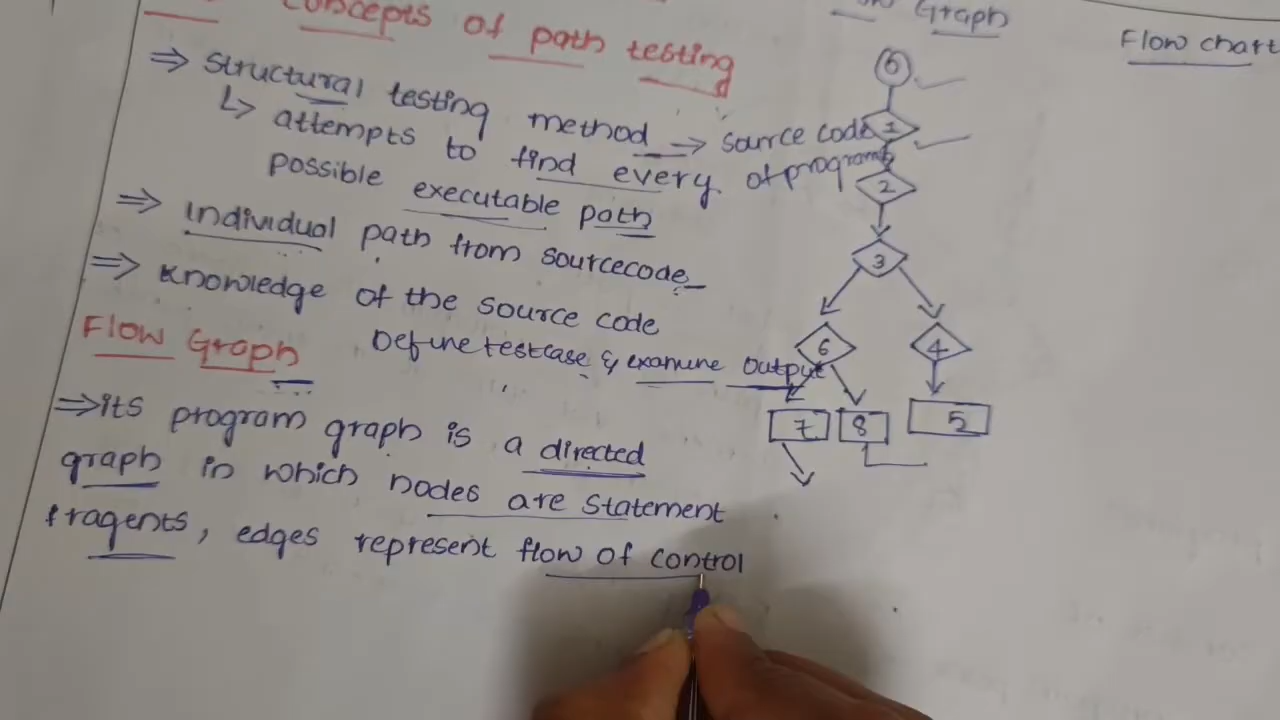 concepts of path testing
⇒ Structural testing method → source code of program
↳ attempts to find every
possible executable path
⇒ Individual path from sourcecode
⇒ Knowledge of the source code
Define testcase & examine output
Flow Graph
⇒ its program graph is a directed
graph in which nodes are statement
fragents, edges represent flow of control
Graph
6
1
2
3
6
4
7
8
5
Flow chart